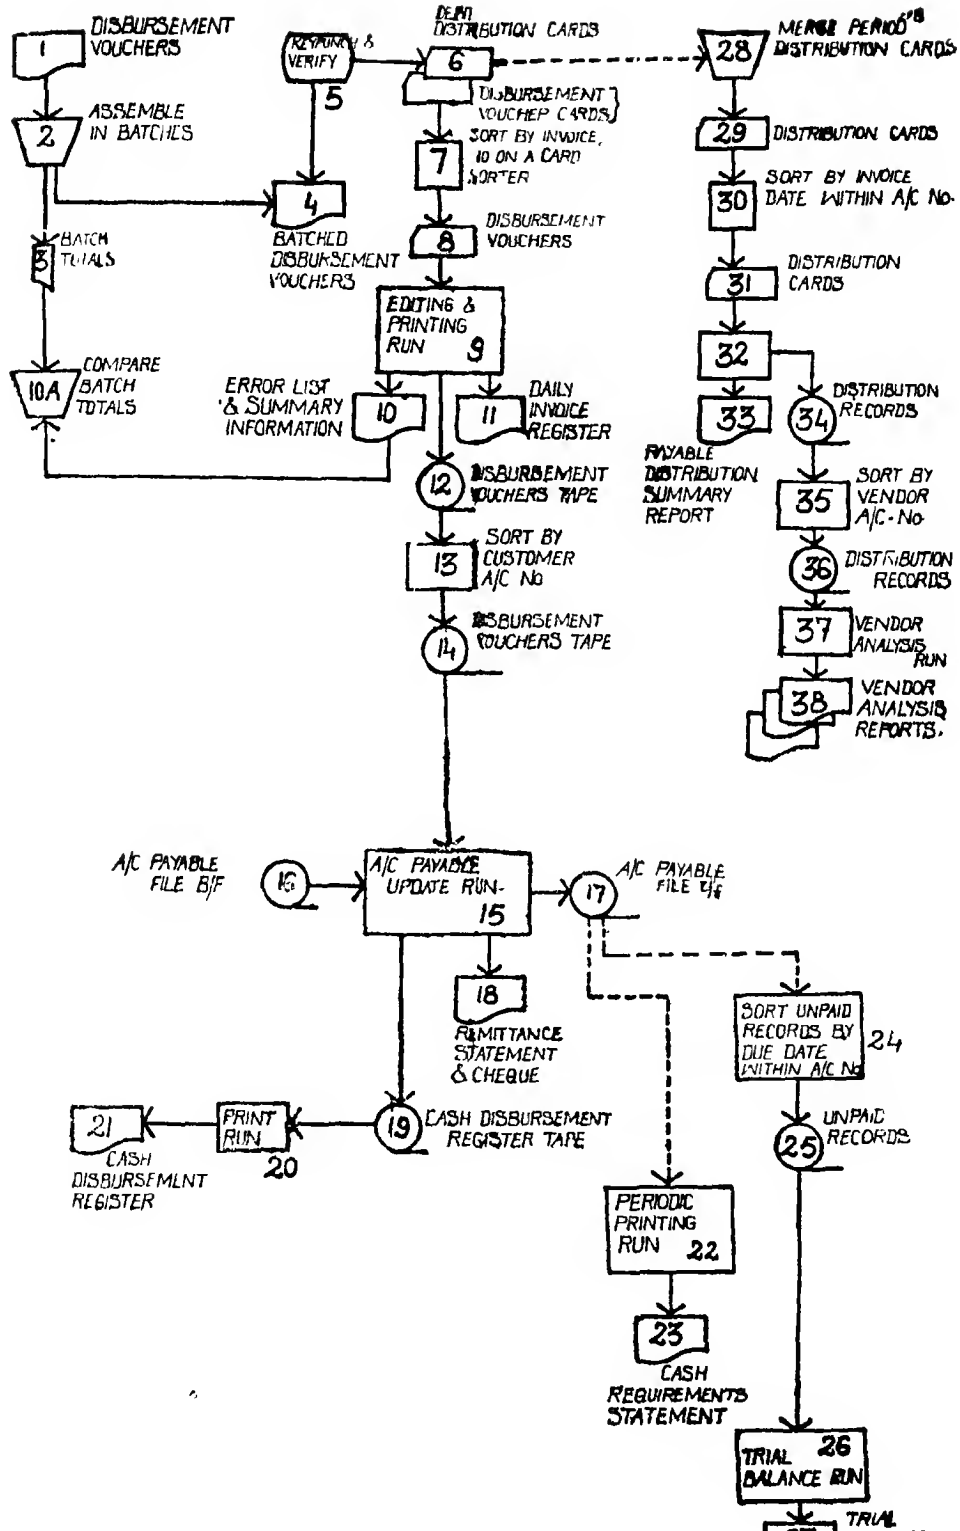 1
DISBURSEMENT
VOUCHERS
2
ASSEMBLE
IN BATCHES
3
BATCH
TOTALS
4
BATCHED
DISBURSEMENT
VOUCHERS
KEYPUNCH &
VERIFY
5
DISTRIBUTION CARDS
6
DISBURSEMENT
VOUCHER CARDS
7
SORT BY INVOICE,
10 ON A CARD
SORTER
8
DISBURSEMENT
VOUCHERS
EDITING &
PRINTING
RUN
9
10A
COMPARE
BATCH
TOTALS
ERROR LIST
& SUMMARY
INFORMATION
10
11
DAILY
INVOICE
REGISTER
12
DISBURSEMENT
VOUCHERS TAPE
13
SORT BY
CUSTOMER
A/C No
14
DISBURSEMENT
VOUCHERS TAPE
A/C PAYABLE
FILE B/F
16
A/C PAYABLE
UPDATE RUN-
15
17
A/C PAYABLE
FILE
18
REMITTANCE
STATEMENT
& CHEQUE
19
CASH DISBURSEMENT
REGISTER TAPE
PRINT
RUN
20
21
CASH
DISBURSEMENT
REGISTER
PERIODIC
PRINTING
RUN 22
23
CASH
REQUIREMENTS
STATEMENT
SORT UNPAID
RECORDS BY
DUE DATE
WITHIN A/C No
24
25
UNPAID
RECORDS
TRIAL 26
BALANCE RUN
TRIAL
28
MERGE PERIOD'S
DISTRIBUTION CARDS
29
DISTRIBUTION CARDS
30
SORT BY INVOICE
DATE WITHIN A/C No.
31
DISTRIBUTION
CARDS
32
33
PAYABLE
DISTRIBUTION
SUMMARY
REPORT
34
DISTRIBUTION
RECORDS
35
SORT BY
VENDOR
A/C-No
36
DISTRIBUTION
RECORDS
37
VENDOR
ANALYSIS
RUN
38
VENDOR
ANALYSIS
REPORTS.